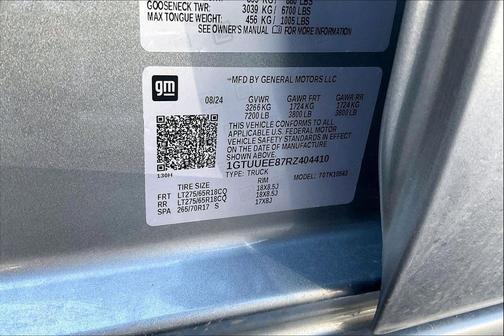 GOOSENECK TWR: 3039 KG/ 6700 LBS
MAX TONGUE WEIGHT: 456 KG/ 1005 LBS
SEE OWNER'S MANUAL FOR MORE INFORMATION
gm
MFD BY GENERAL MOTORS LLC
08/24 GVWR GAWR FRT GAWR RR
3266 KG 1724 KG 1724 KG
7200 LB 3800 LB 3800 LB
THIS VEHICLE CONFORMS TO ALL
APPLICABLE U.S. FEDERAL MOTOR
VEHICLE SAFETY STANDARDS IN
EFFECT ON THE DATE OF
MANUFACTURE SHOWN ABOVE.
1GTUUEE87RZ404410
130H TYPE: TRUCK MODEL:
TIRE SIZE RIM
FRT LT275/65R18CQ 18X8.5J
RR LT275/65R18CQ 18X8.5J
SPA 265/70R17 S 17X8J